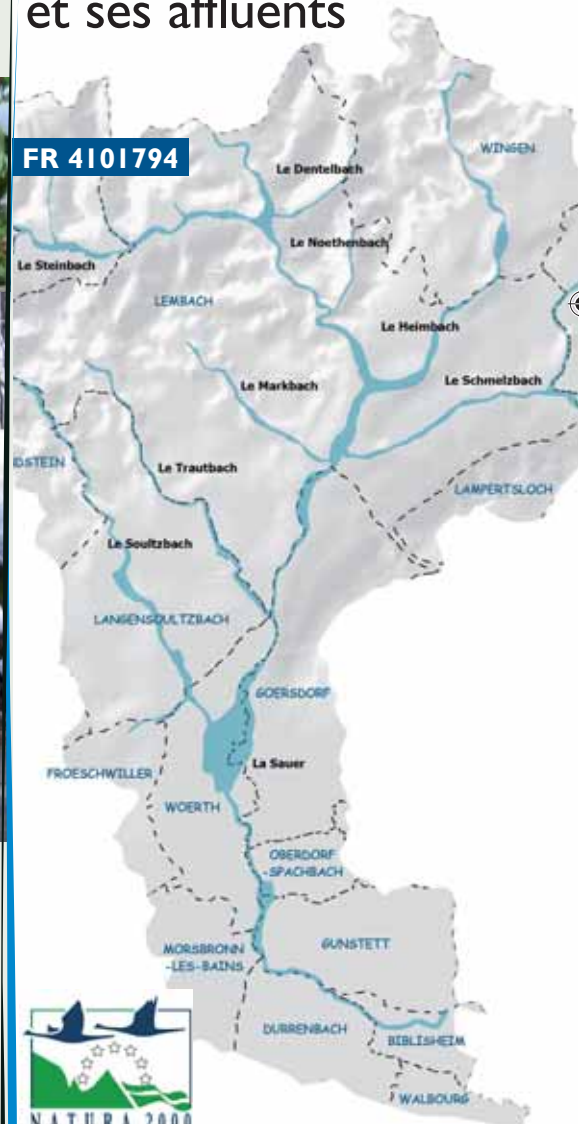 et ses affluents
FR 4101794
WINGEN
Le Dentelbach
Le Noethenbach
Le Steinbach
LEMBACH
Le Heimbach
Le Markbach
Le Schmelzbach
DSTEIN
Le Trautbach
LAMPERTSLOCH
Le Soultzbach
LANGENSOULTZBACH
GOERSDORF
La Sauer
FROESCHWILLER
WOERTH
OBERDORF
-SPACHBACH
GUNSTETT
MORSBRONN
-LES-BAINS
DURRENBACH
BIBLISHEIM
WALBOURG
NATURA 2000